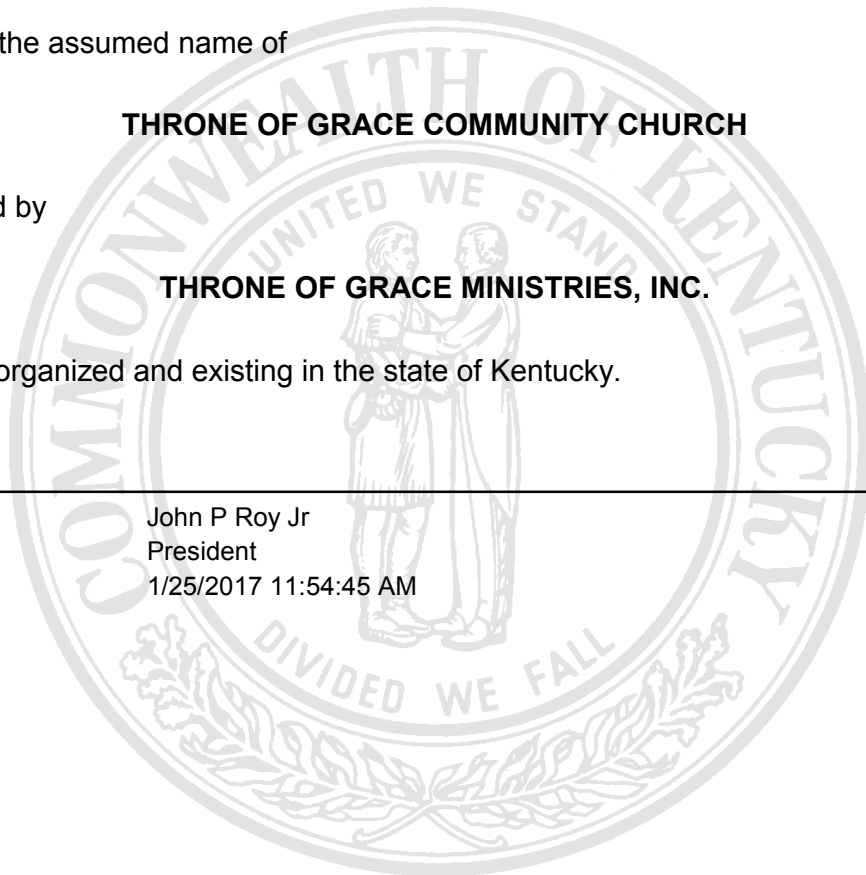 the assumed name of
THRONE OF GRACE COMMUNITY CHURCH
d by
THRONE OF GRACE MINISTRIES, INC.
organized and existing in the state of Kentucky.
John P Roy Jr
President
1/25/2017 11:54:45 AM
COMMONWEALTH OF KENTUCKY
UNITED WE STAND
DIVIDED WE FALL